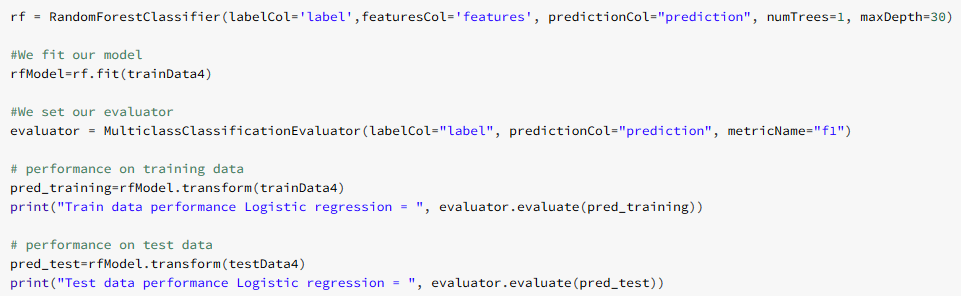 rf = RandomForestClassifier(labelCol='label',featuresCol='features', predictionCol="prediction", numTrees=1, maxDepth=30)
#We fit our model
rfModel=rf.fit(trainData4)
#We set our evaluator
evaluator = MulticlassClassificationEvaluator(labelCol="label", predictionCol="prediction", metricName="f1")
# performance on training data
pred_training=rfModel.transform(trainData4)
print("Train data performance Logistic regression = ", evaluator.evaluate(pred_training))
# performance on test data
pred_test=rfModel.transform(testData4)
print("Test data performance Logistic regression = ", evaluator.evaluate(pred_test))